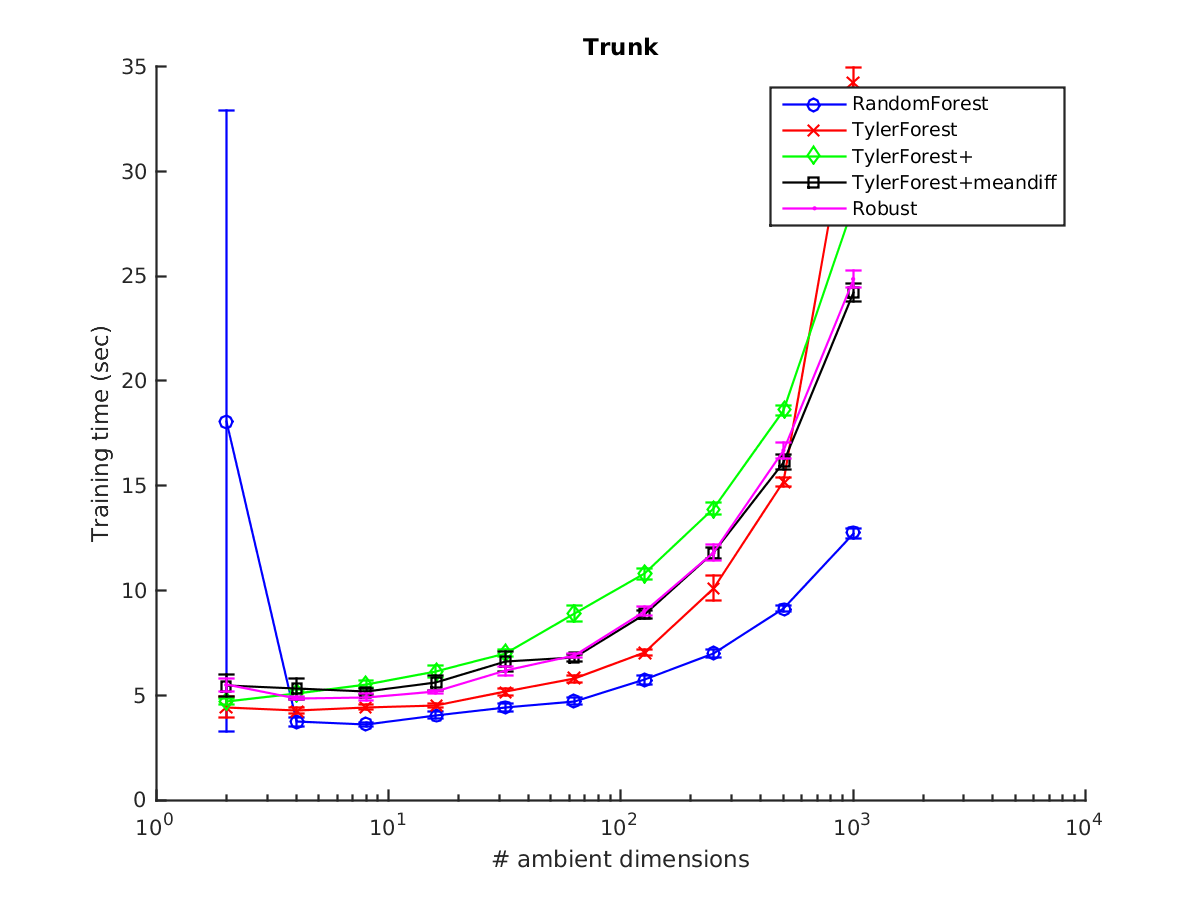 Trunk
35
30
25
20
15
10
5
0
Training time (sec)
RandomForest
TylerForest
TylerForest+
TylerForest+meandiff
Robust
10^0 10^1 10^2 10^3 10^4
# ambient dimensions